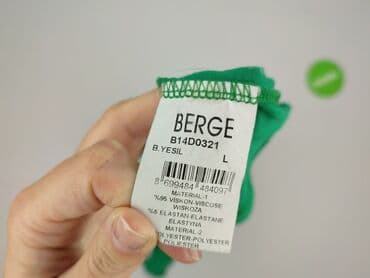 BERGE
B14D0321
B.YESIL
L
8 699484 484097
MATERIAL-1
%95 VISKON-VISCOSE
WISKOZA
%5 ELASTAN-ELASTANE
ELASTYNA
MATERIAL-2
POLYESTER-POLYESTER
POLIESTER